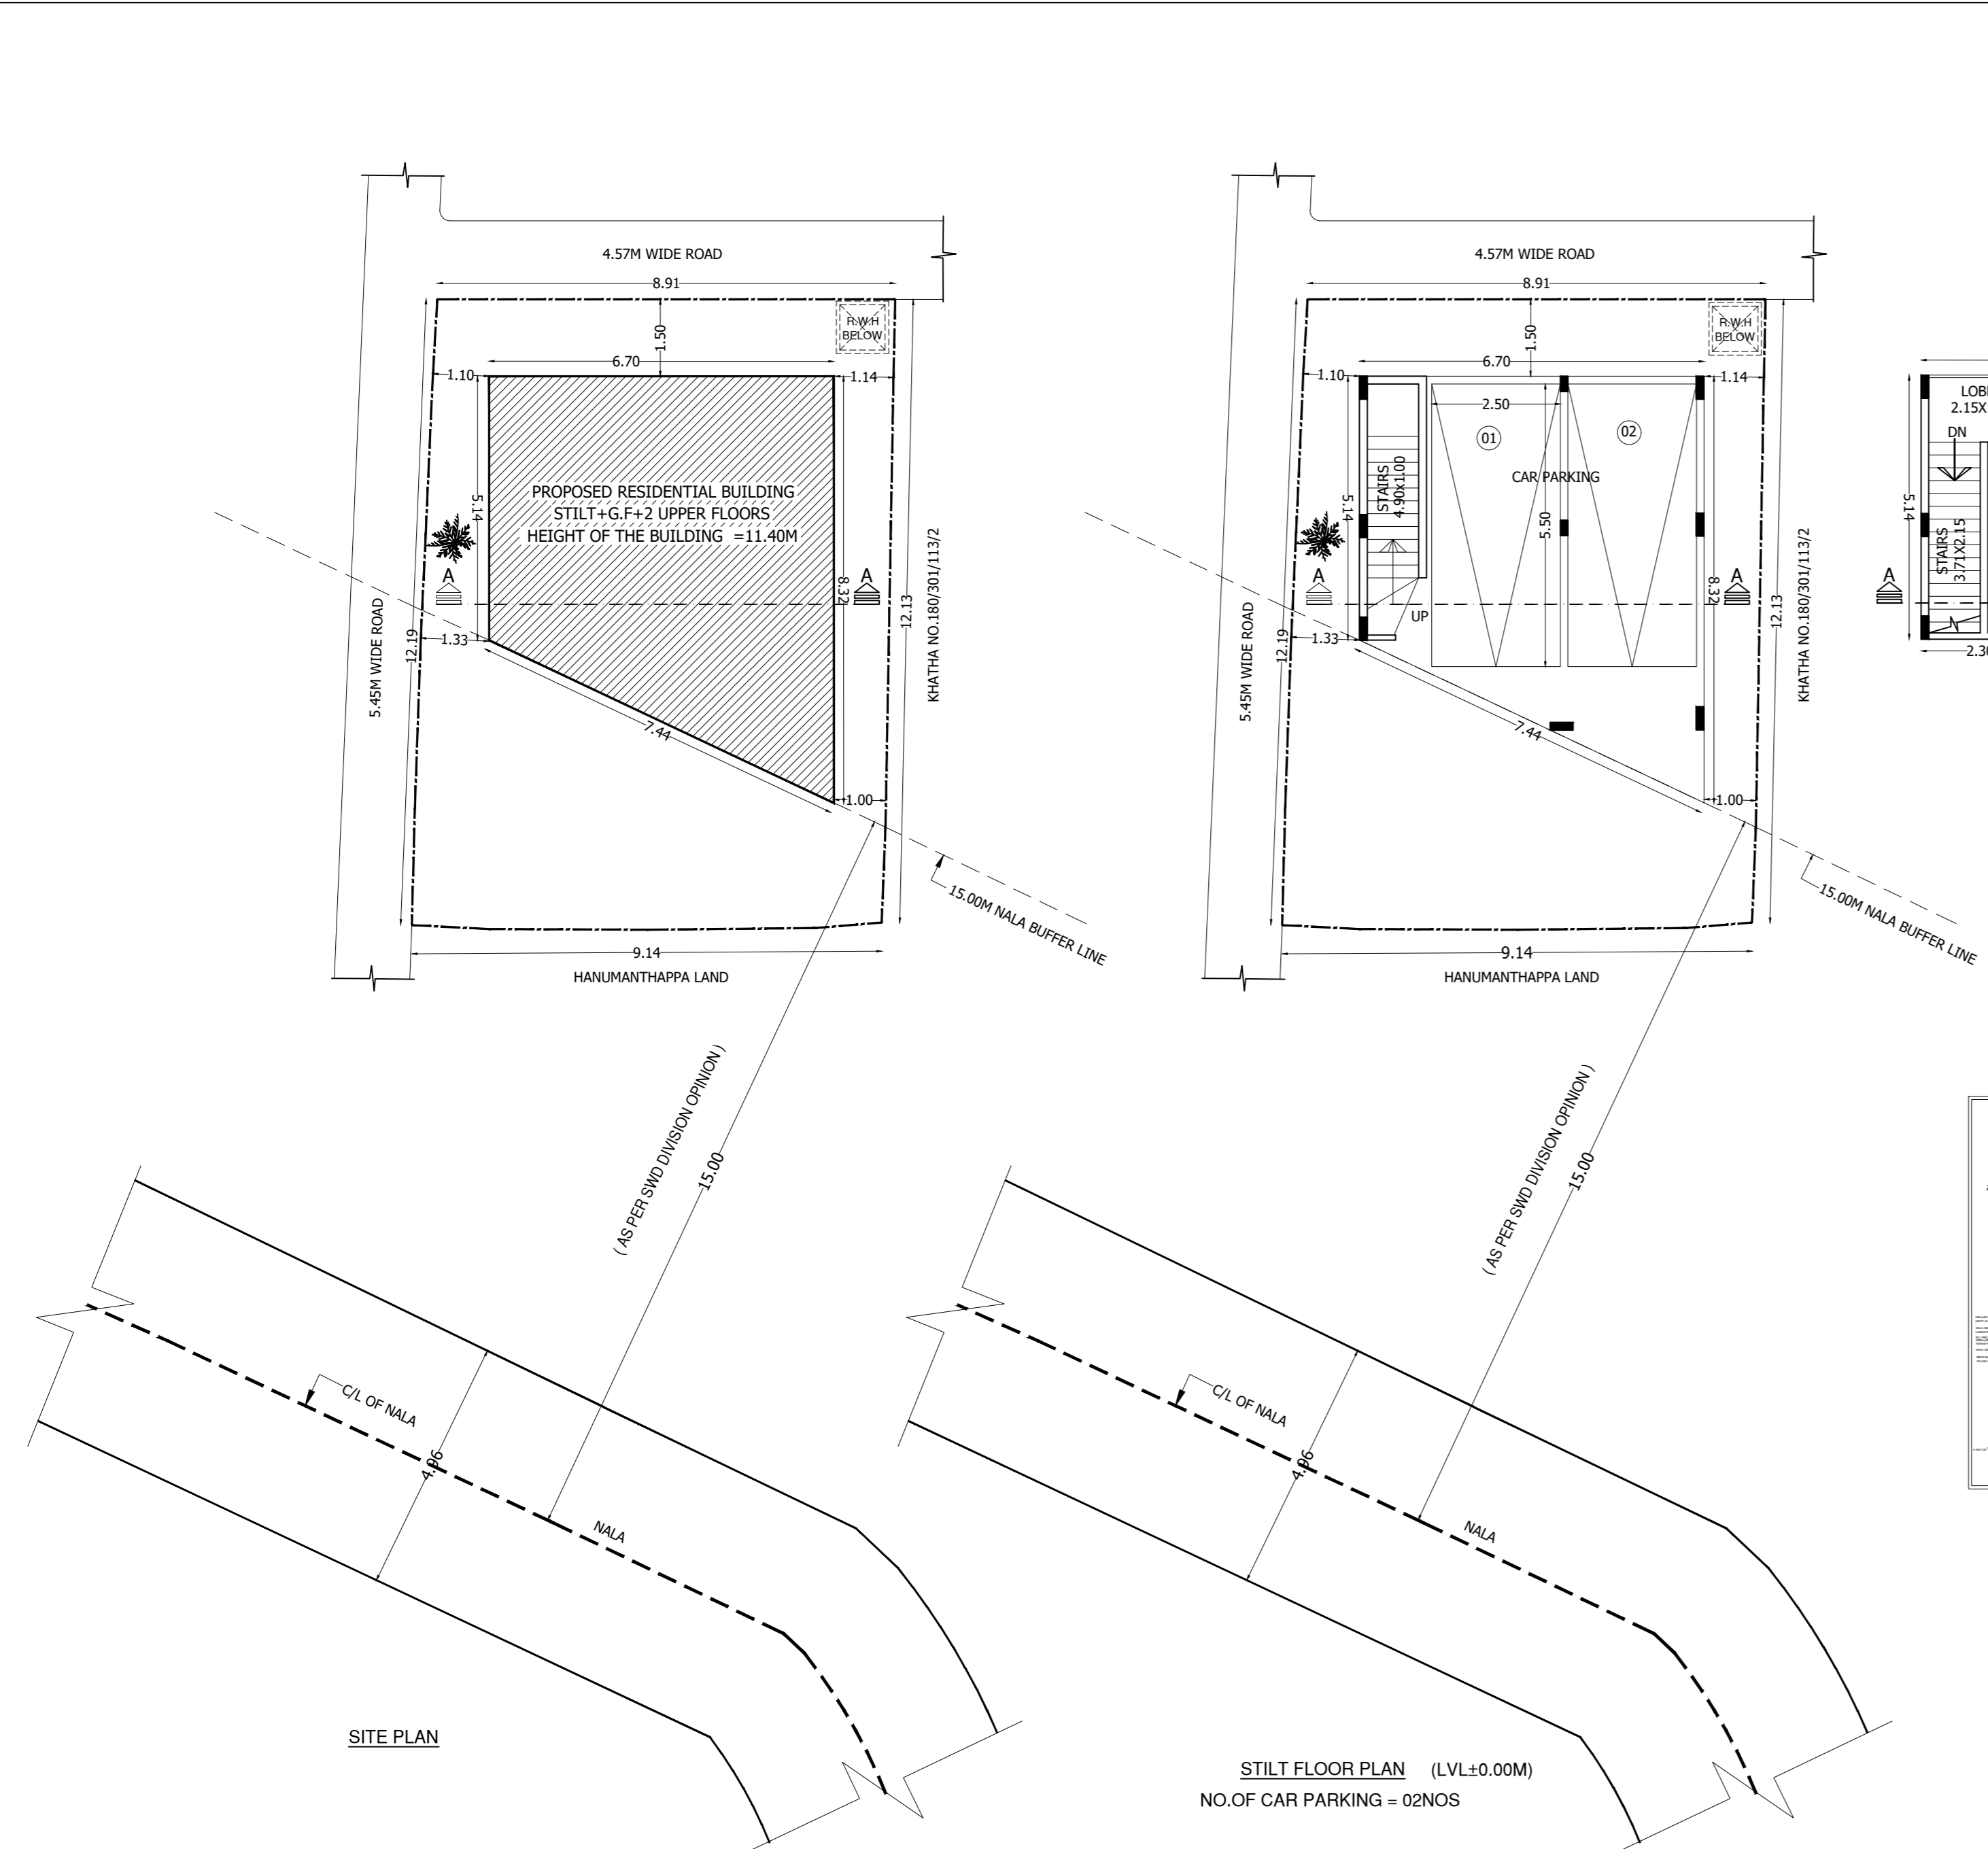 4.57M WIDE ROAD
8.91
R.W.H
BELOW
1.50
6.70
1.10
1.14
5.14
PROPOSED RESIDENTIAL BUILDING
STILT+G.F+2 UPPER FLOORS
HEIGHT OF THE BUILDING =11.40M
A
A
8.32
12.13
KHATHA NO.180/301/113/2
5.45M WIDE ROAD
12.19
1.33
7.44
1.00
15.00M NALA BUFFER LINE
9.14
HANUMANTHAPPA LAND
( AS PER SWD DIVISION OPINION )
15.00
C/L OF NALA
4.96
NALA
SITE PLAN
4.57M WIDE ROAD
8.91
R.W.H
BELOW
1.50
6.70
1.10
1.14
2.50
01
02
STAIRS
4.90x1.00
CAR PARKING
5.14
5.50
A
A
8.32
12.13
KHATHA NO.180/301/113/2
UP
5.45M WIDE ROAD
12.19
1.33
7.44
1.00
15.00M NALA BUFFER LINE
9.14
HANUMANTHAPPA LAND
( AS PER SWD DIVISION OPINION )
15.00
C/L OF NALA
4.96
NALA
STILT FLOOR PLAN (LVL±0.00M)
NO.OF CAR PARKING = 02NOS
LOB
2.15X
DN
5.14
STAIRS
3.71X2.15
A
2.3